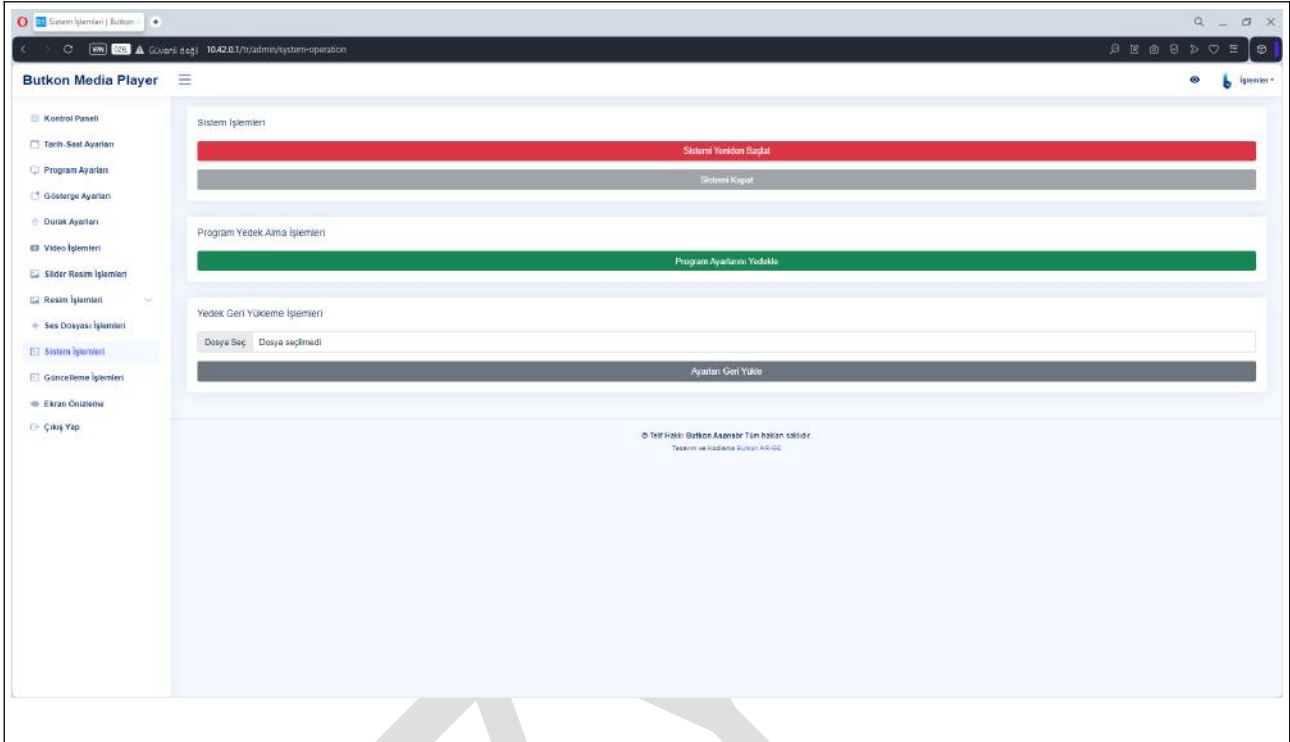 Sistem İşlemleri | Butkon
VPN ÖZEL Güvenli değil 10.42.0.1/tr/admin/system-operation
Butkon Media Player
İşlemler
Kontrol Paneli
Tarih-Saat Ayarları
Program Ayarları
Gösterge Ayarları
Durak Ayarları
Video İşlemleri
Slider Resim İşlemleri
Resim İşlemleri
Ses Dosyası İşlemleri
Sistem İşlemleri
Güncelleme İşlemleri
Ekran Önizleme
Çıkış Yap
Sistem İşlemleri
Sistemi Yeniden Başlat
Sistemi Kapat
Program Yedek Alma İşlemleri
Program Ayarlarını Yedekle
Yedek Geri Yükleme İşlemleri
Dosya Seç Dosya seçilmedi
Ayarları Geri Yükle
© Telif Hakkı Butkon Asansör Tüm hakları saklıdır.
Tasarım ve Kodlama Butkon AR-GE